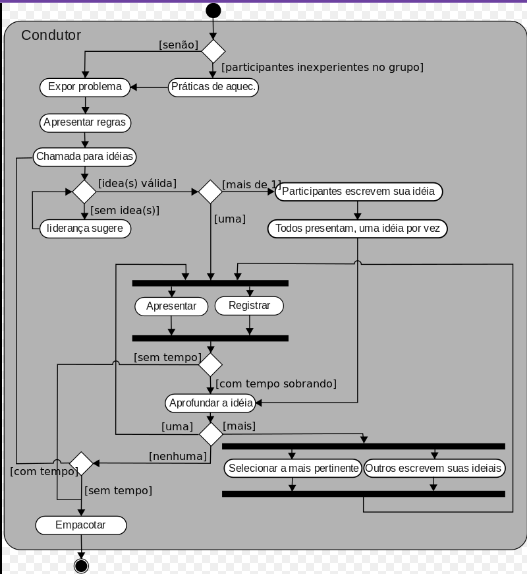 Condutor
[senão]
[participantes inexperientes no grupo]
Expor problema
Práticas de aquec.
Apresentar regras
Chamada para idéias
[idea(s) válida]
[mais de 1]
Participantes escrevem sua idéia
[sem idea(s)]
[uma]
liderança sugere
Todos presentam, uma idéia por vez
Apresentar
Registrar
[sem tempo]
[com tempo sobrando]
Aprofundar a idéia
[uma]
[mais]
[nenhuma]
[com tempo]
Selecionar a mais pertinente
Outros escrevem suas ideiais
[sem tempo]
Empacotar